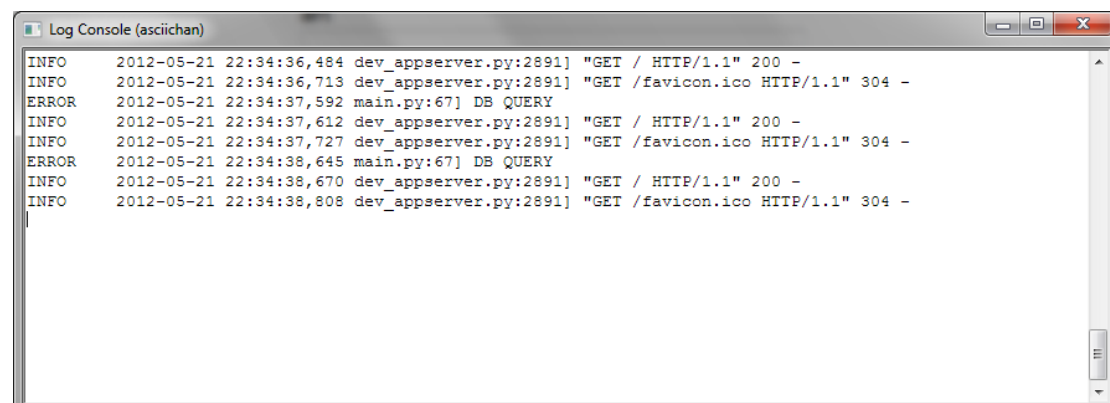 Log Console (asciichan)
INFO 2012-05-21 22:34:36,484 dev_appserver.py:2891] "GET / HTTP/1.1" 200 -
INFO 2012-05-21 22:34:36,713 dev_appserver.py:2891] "GET /favicon.ico HTTP/1.1" 304 -
ERROR 2012-05-21 22:34:37,592 main.py:67] DB QUERY
INFO 2012-05-21 22:34:37,612 dev_appserver.py:2891] "GET / HTTP/1.1" 200 -
INFO 2012-05-21 22:34:37,727 dev_appserver.py:2891] "GET /favicon.ico HTTP/1.1" 304 -
ERROR 2012-05-21 22:34:38,645 main.py:67] DB QUERY
INFO 2012-05-21 22:34:38,670 dev_appserver.py:2891] "GET / HTTP/1.1" 200 -
INFO 2012-05-21 22:34:38,808 dev_appserver.py:2891] "GET /favicon.ico HTTP/1.1" 304 -